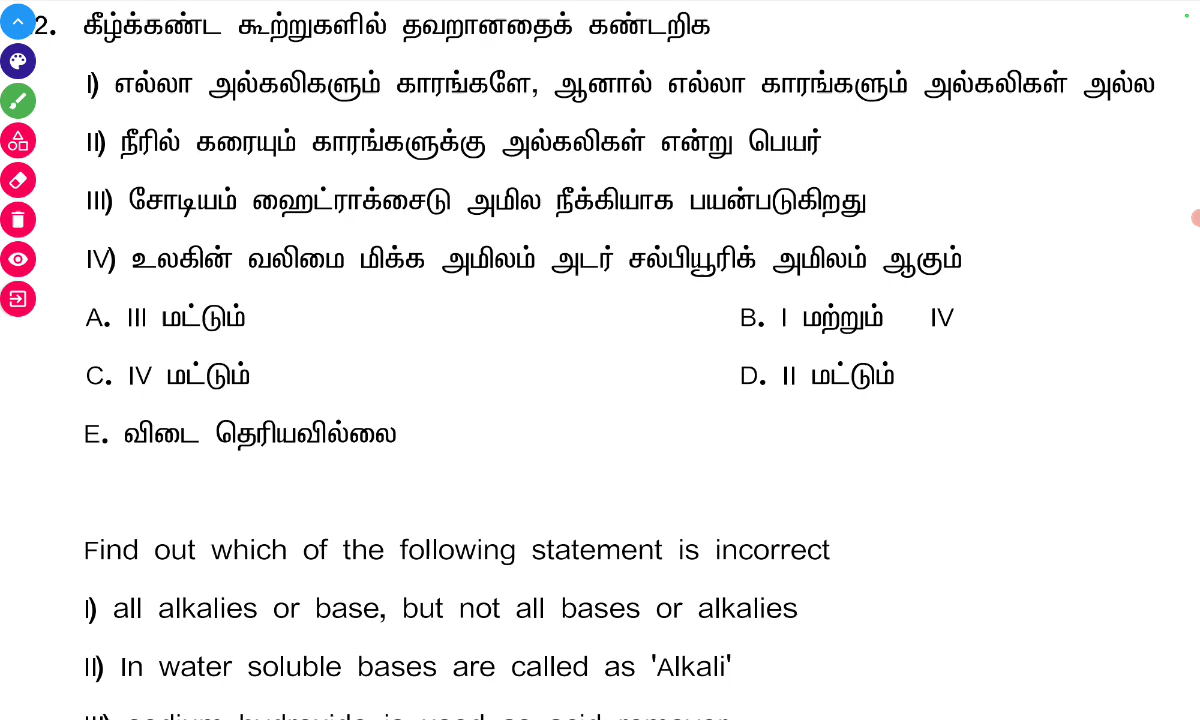 2. கீழ்க்கண்ட கூற்றுகளில் தவறானதைக் கண்டறிக
I) எல்லா அல்கலிகளும் காரங்களே, ஆனால் எல்லா காரங்களும் அல்கலிகள் அல்ல
II) நீரில் கரையும் காரங்களுக்கு அல்கலிகள் என்று பெயர்
III) சோடியம் ஹைட்ராக்சைடு அமில நீக்கியாக பயன்படுகிறது
IV) உலகின் வலிமை மிக்க அமிலம் அடர் சல்பியூரிக் அமிலம் ஆகும்
A. III மட்டும் B. I மற்றும் IV
C. IV மட்டும் D. II மட்டும்
E. விடை தெரியவில்லை
Find out which of the following statement is incorrect
I) all alkalies or base, but not all bases or alkalies
II) In water soluble bases are called as 'Alkali'